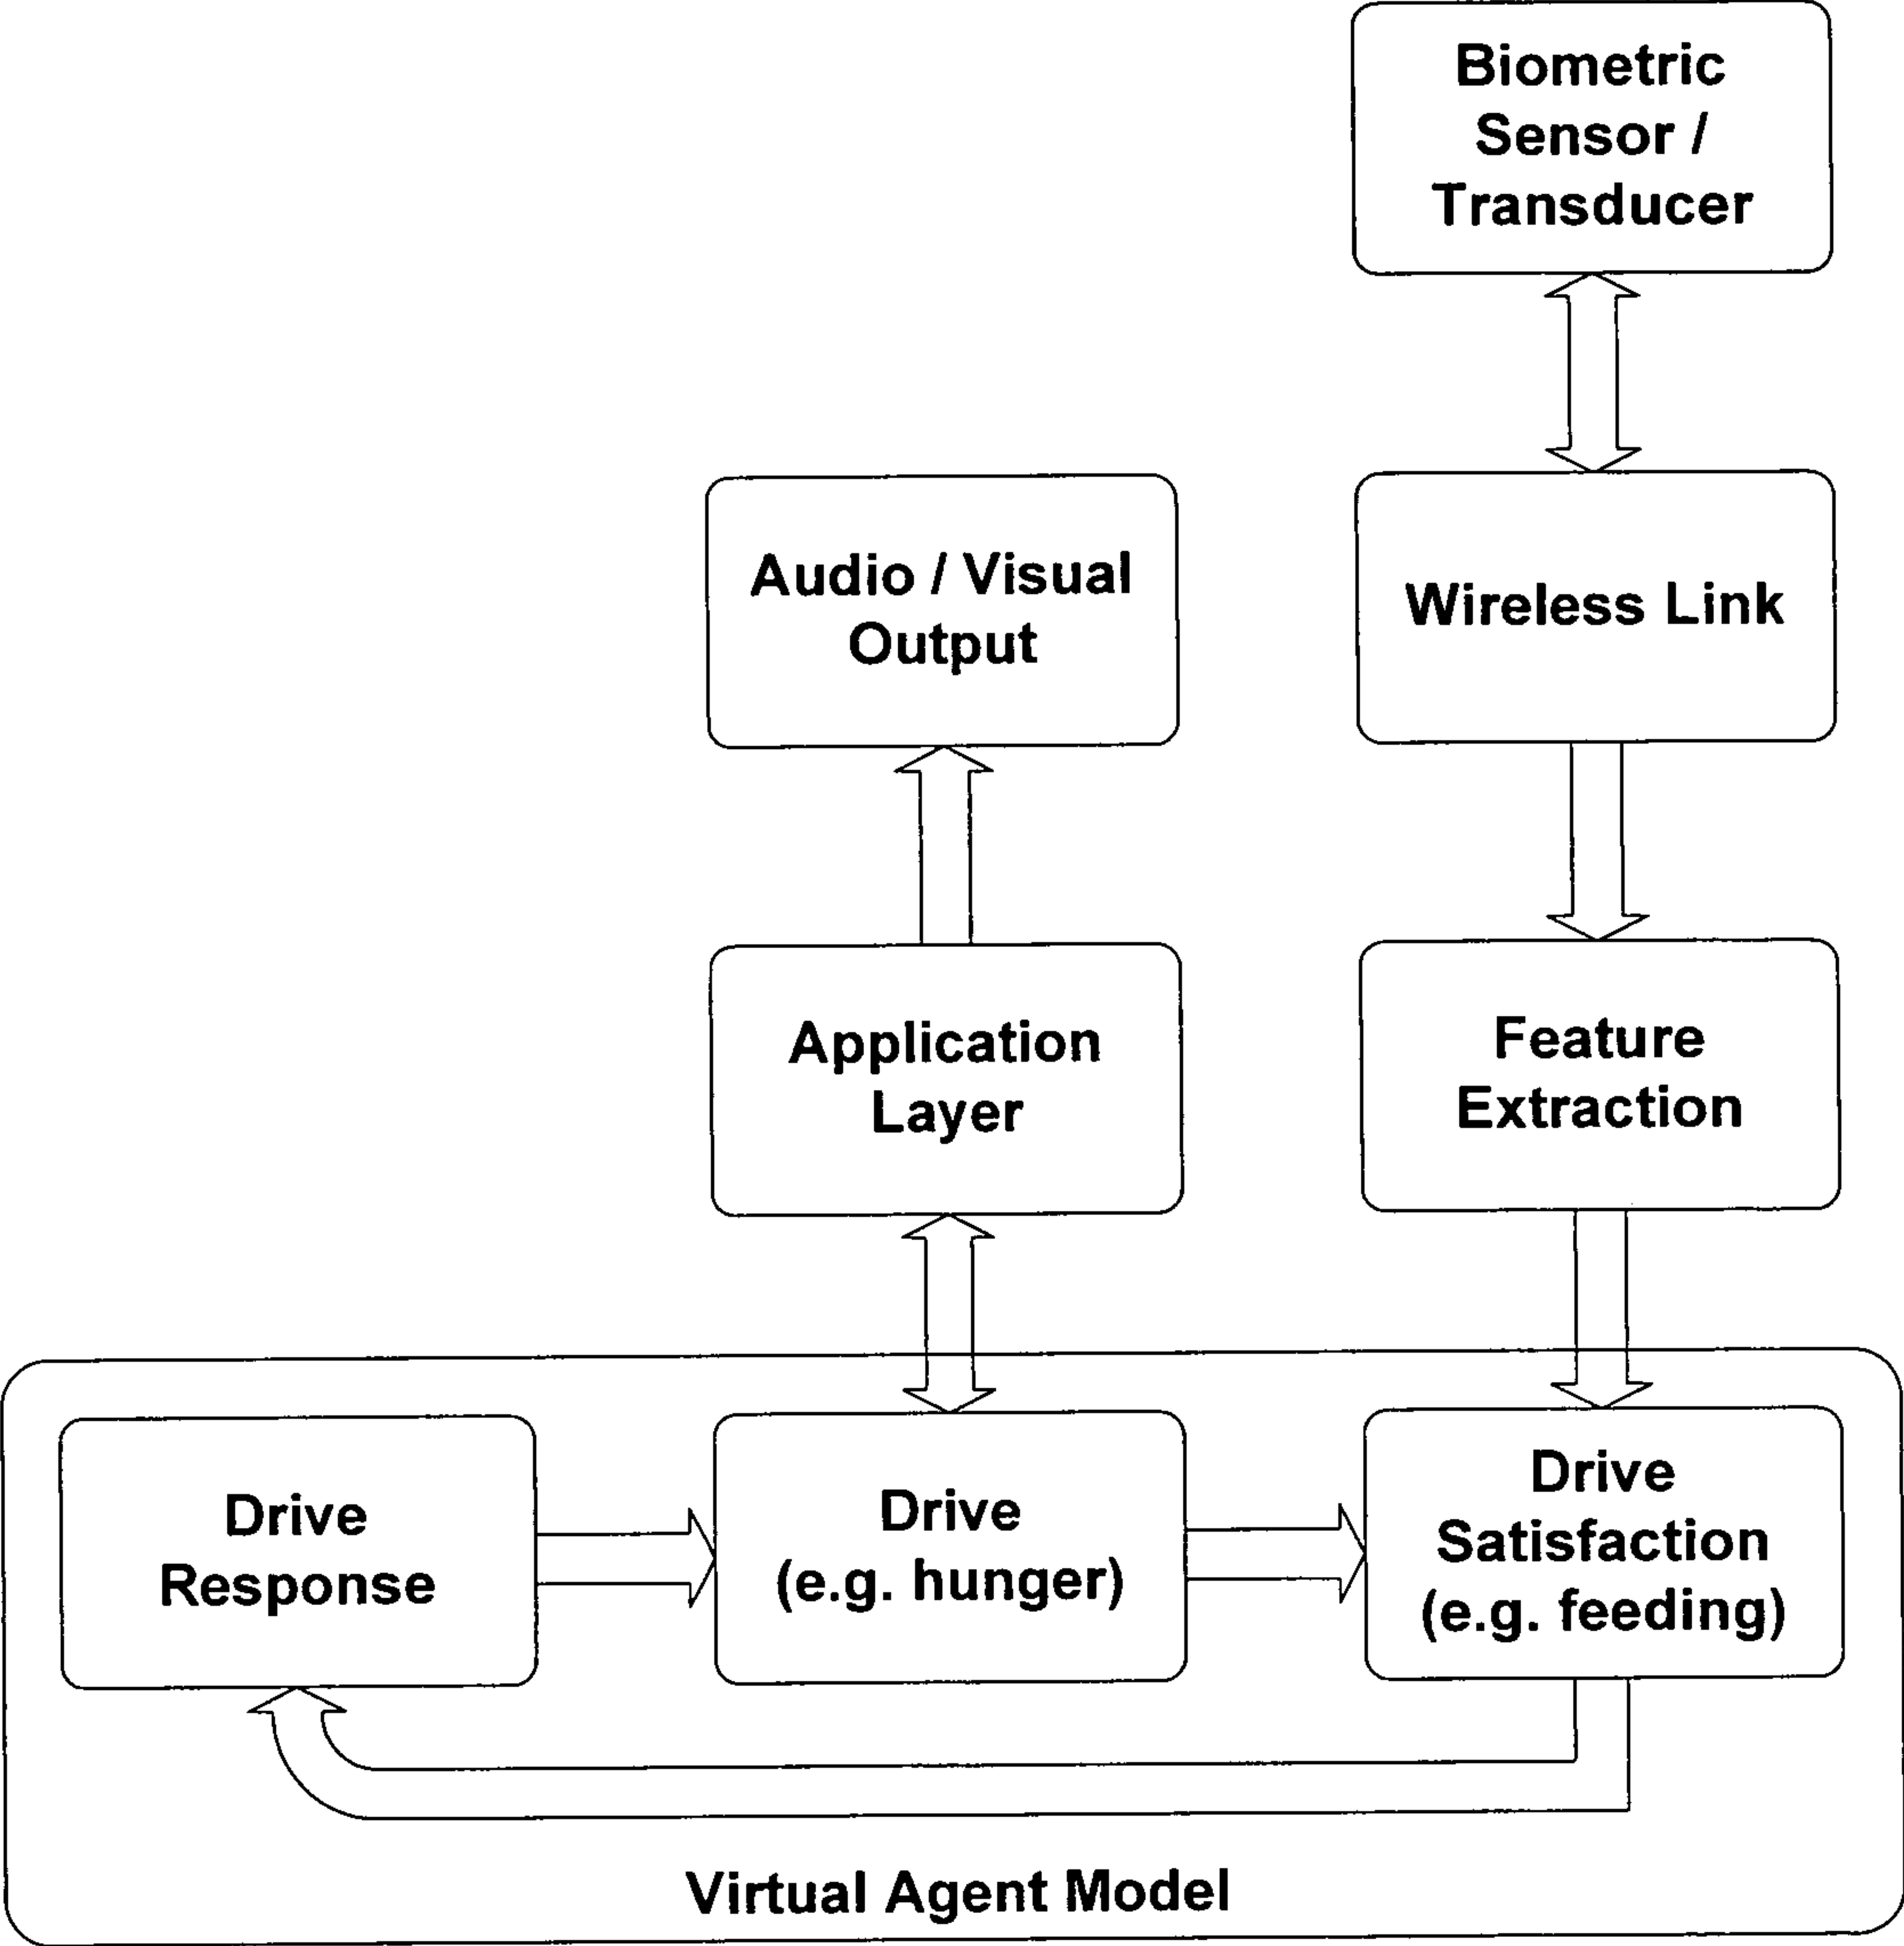 Biometric
Sensor /
Transducer
Audio / Visual
Output
Wireless Link
Application
Layer
Feature
Extraction
Drive
Response
Drive
(e.g. hunger)
Drive
Satisfaction
(e.g. feeding)
Virtual Agent Model